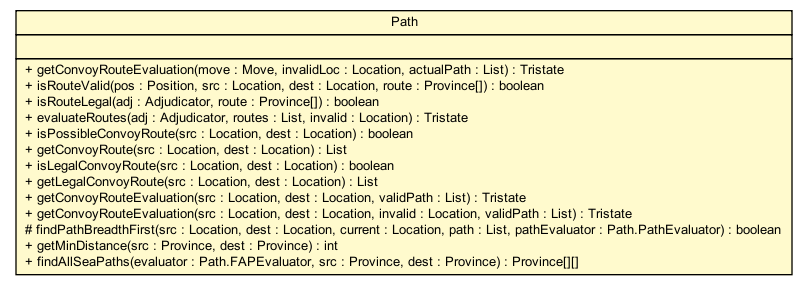 Path
+ getConvoyRouteEvaluation(move : Move, invalidLoc : Location, actualPath : List) : Tristate
+ isRouteValid(pos : Position, src : Location, dest : Location, route : Province[]) : boolean
+ isRouteLegal(adj : Adjudicator, route : Province[]) : boolean
+ evaluateRoutes(adj : Adjudicator, routes : List, invalid : Location) : Tristate
+ isPossibleConvoyRoute(src : Location, dest : Location) : boolean
+ getConvoyRoute(src : Location, dest : Location) : List
+ isLegalConvoyRoute(src : Location, dest : Location) : boolean
+ getLegalConvoyRoute(src : Location, dest : Location) : List
+ getConvoyRouteEvaluation(src : Location, dest : Location, validPath : List) : Tristate
+ getConvoyRouteEvaluation(src : Location, dest : Location, invalid : Location, validPath : List) : Tristate
# findPathBreadthFirst(src : Location, dest : Location, current : Location, path : List, pathEvaluator : Path.PathEvaluator) : boolean
+ getMinDistance(src : Province, dest : Province) : int
+ findAllSeaPaths(evaluator : Path.FAPEvaluator, src : Province, dest : Province) : Province[][]